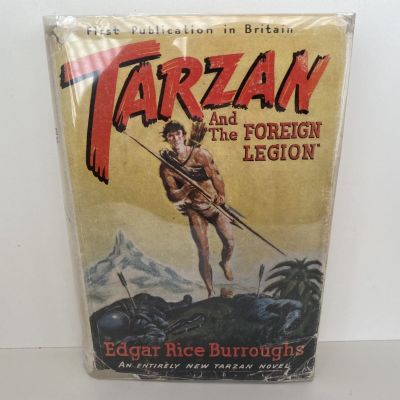 First Publication in Britain
TARZAN
And
The FOREIGN
LEGION"
Edgar Rice Burroughs
AN ENTIRELY NEW TARZAN NOVEL